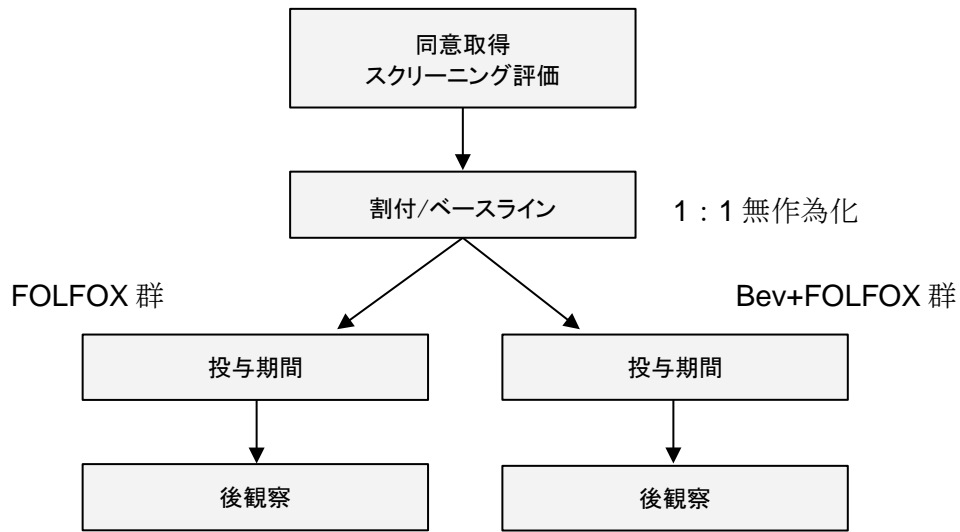 同意取得
スクリーニング評価
割付/ベースライン
1：1 無作為化
FOLFOX 群
Bev+FOLFOX 群
投与期間
投与期間
後観察
後観察